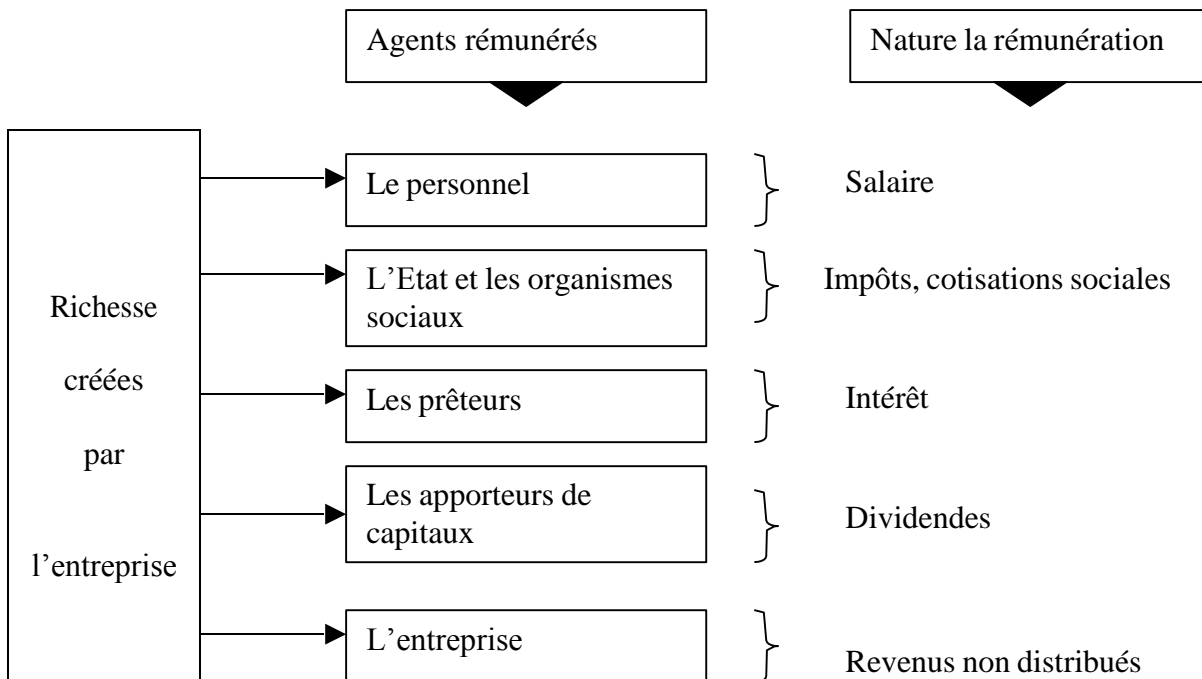 Agents rémunérés
Nature la rémunération
Richesse
créées
par
l’entreprise
Le personnel
Salaire
L’Etat et les organismes
sociaux
Impôts, cotisations sociales
Les prêteurs
Intérêt
Les apporteurs de
capitaux
Dividendes
L’entreprise
Revenus non distribués